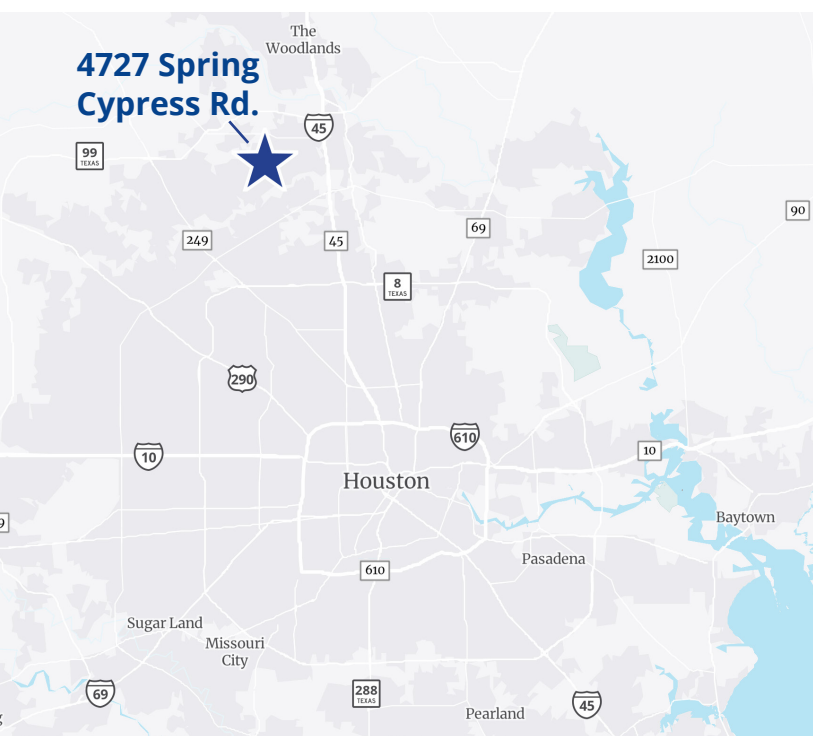 The
Woodlands
4727 Spring
Cypress Rd.
45
99
TEXAS
90
69
249
45
2100
8
TEXAS
290
610
10
10
Houston
Baytown
Pasadena
610
Sugar Land
Missouri
City
69
288
TEXAS
45
Pearland